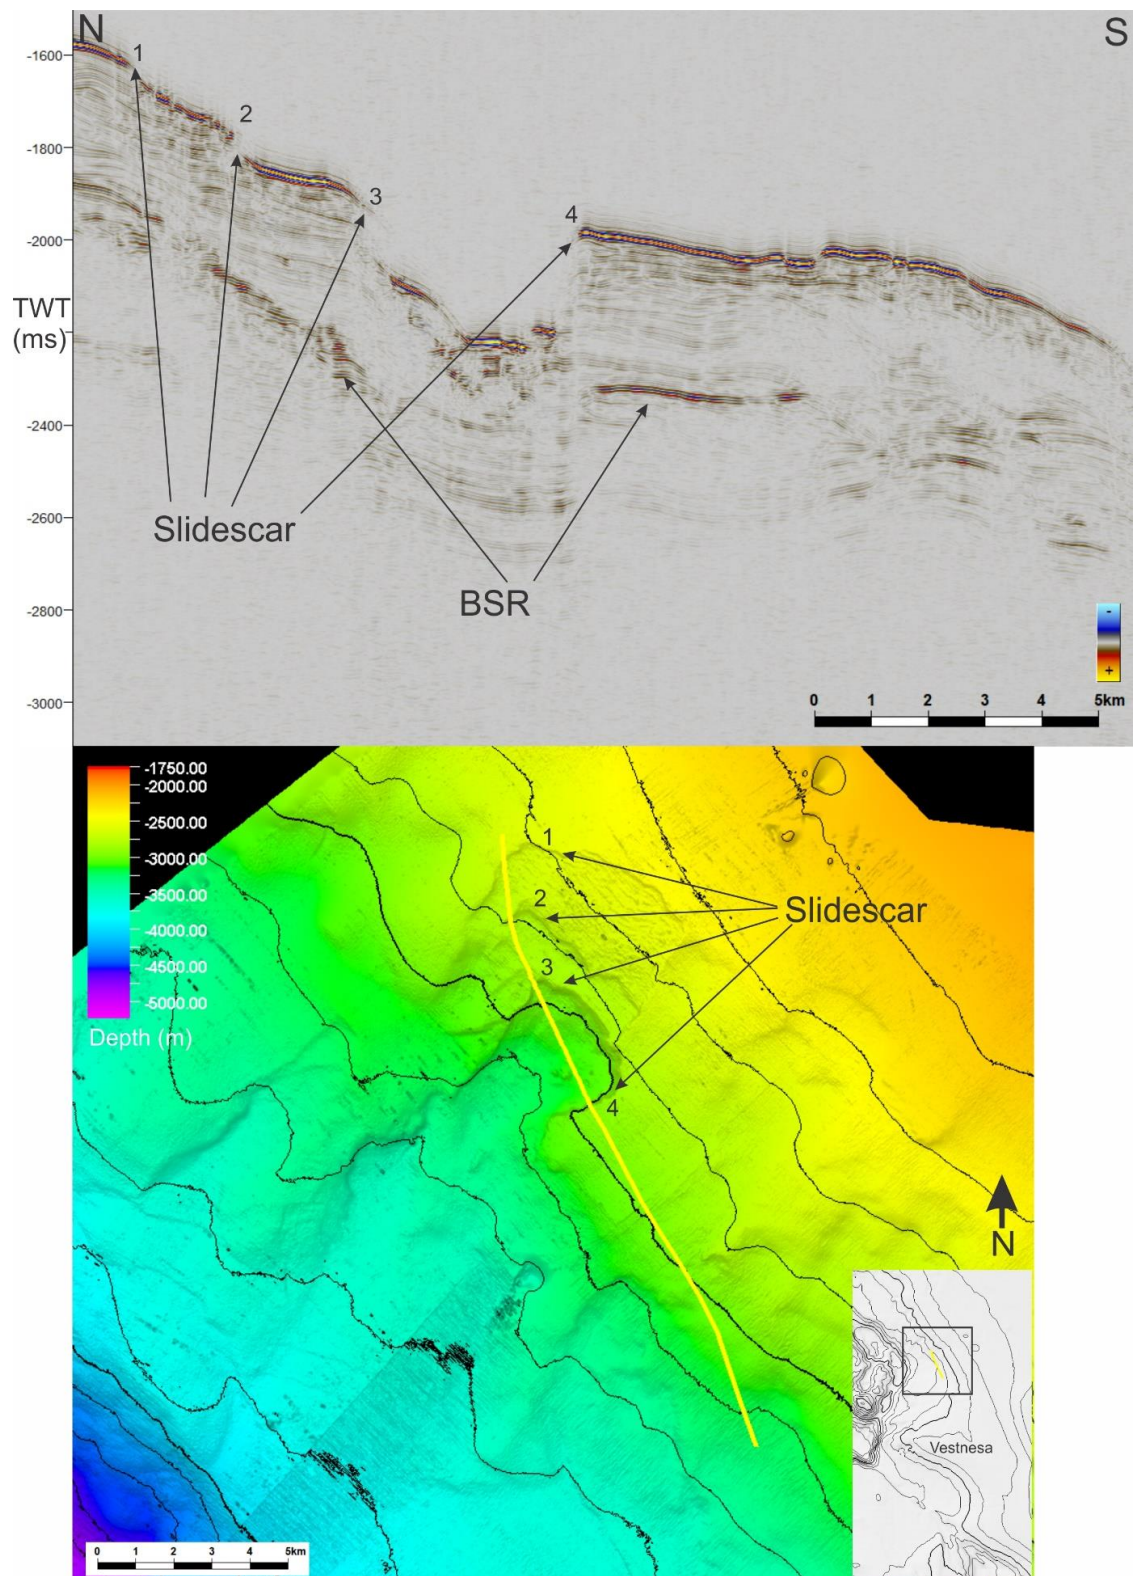 N
S
-1600
1
2
-1800
3
4
-2000
TWT
(ms)
-2400
Slidescar
-2600
BSR
-2800
-
+
-3000
0 1 2 3 4 5km
-1750.00
-2000.00
-2500.00
-3000.00
-3500.00
-4000.00
-4500.00
-5000.00
Depth (m)
1
2
Slidescar
3
4
N
Vestnesa
0 1 2 3 4 5km